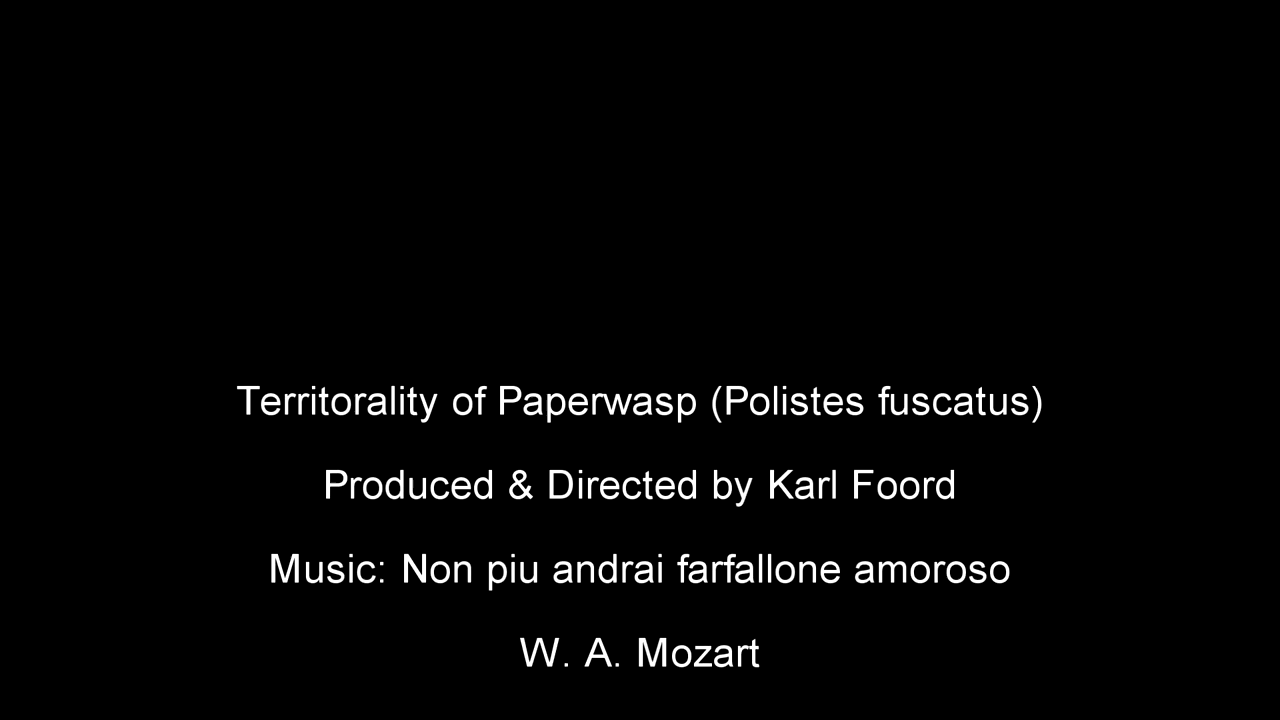 Territorality of Paperwasp (Polistes fuscatus)
Produced & Directed by Karl Foord
Music: Non piu andrai farfallone amoroso
W. A. Mozart